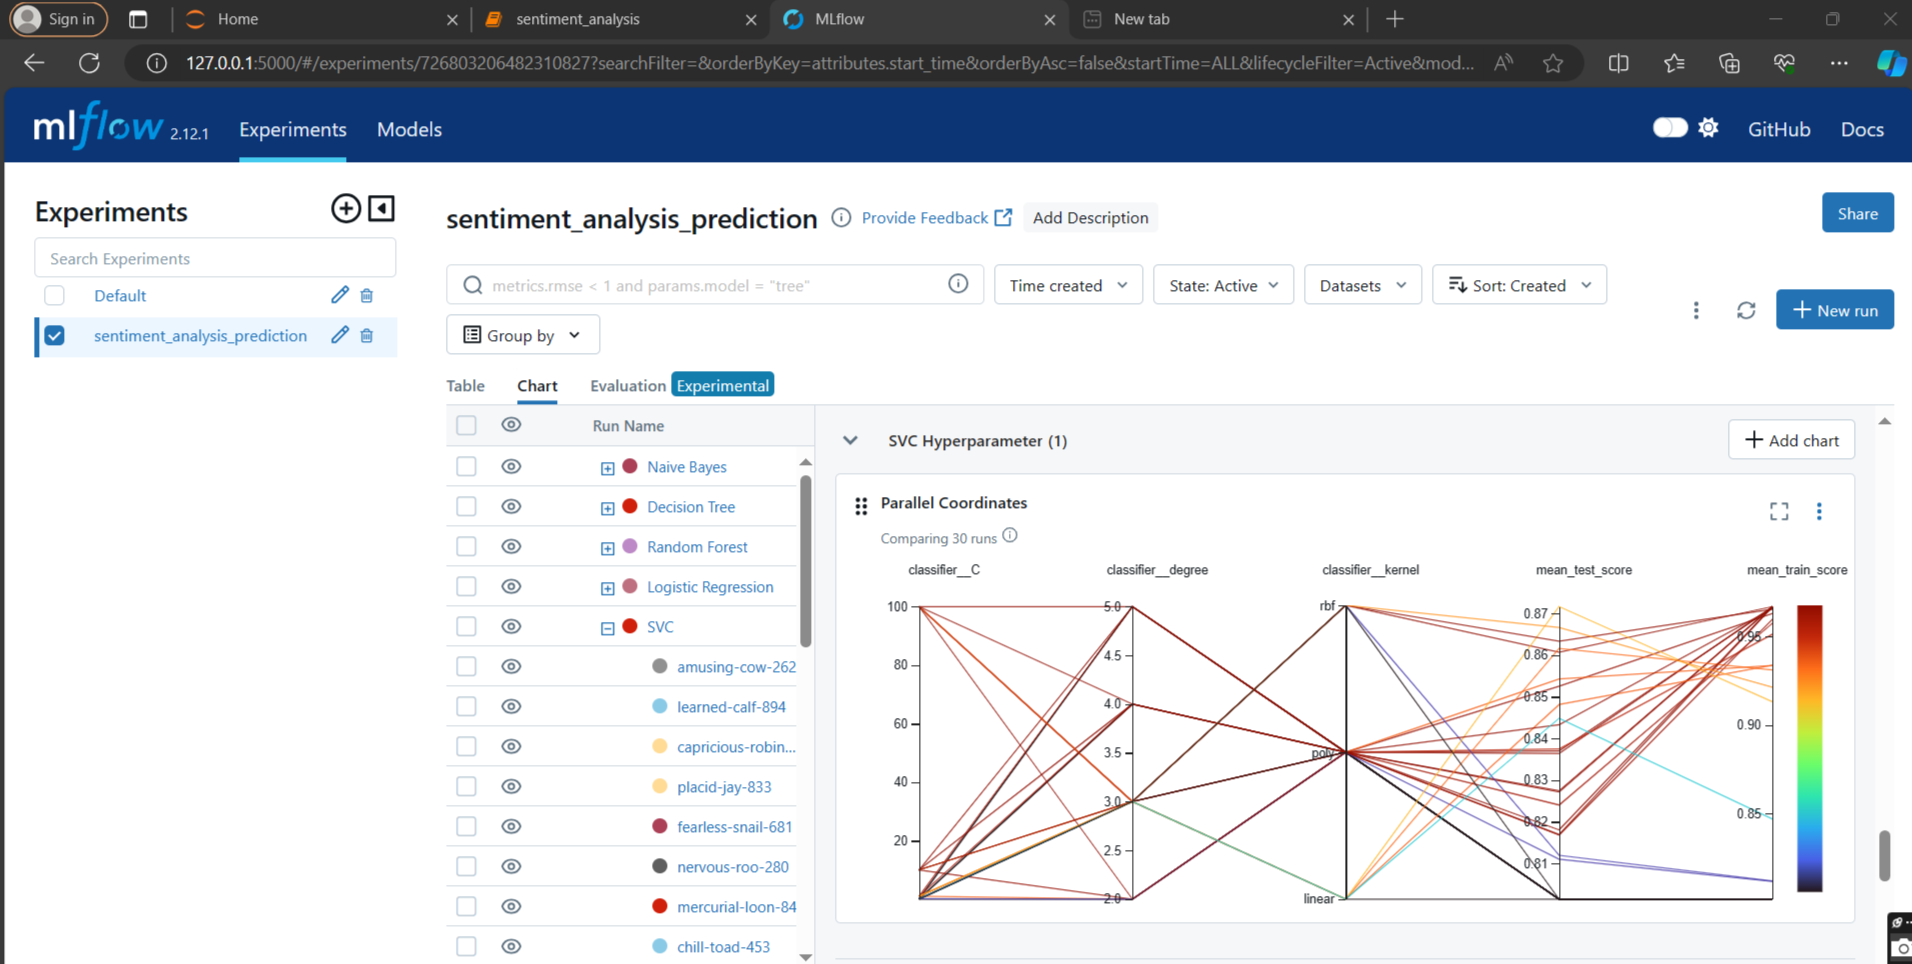 Sign in
Home
sentiment_analysis
MLflow
New tab
127.0.0.1:5000/#/experiments/726803206482310827?searchFilter=&orderByKey=attributes.start_time&orderByAsc=false&startTime=ALL&lifecycleFilter=Active&mod...
mlflow 2.12.1
Experiments
Models
GitHub
Docs
Experiments
Search Experiments
Default
sentiment_analysis_prediction
sentiment_analysis_prediction
Provide Feedback
Add Description
Share
metrics.rmse < 1 and params.model = "tree"
Time created
State: Active
Datasets
Sort: Created
New run
Group by
Table
Chart
Evaluation
Experimental
Run Name
Naive Bayes
Decision Tree
Random Forest
Logistic Regression
SVC
amusing-cow-262
learned-calf-894
capricious-robin...
placid-jay-833
fearless-snail-681
nervous-roo-280
mercurial-loon-84
chill-toad-453
SVC Hyperparameter (1)
Add chart
Parallel Coordinates
Comparing 30 runs
classifier__C
classifier__degree
classifier__kernel
mean_test_score
mean_train_score
100
80
60
40
20
5.0
4.5
4.0
3.5
3.0
2.5
2.0
rbf
poly
linear
0.87
0.86
0.85
0.84
0.83
0.82
0.81
0.95
0.90
0.85